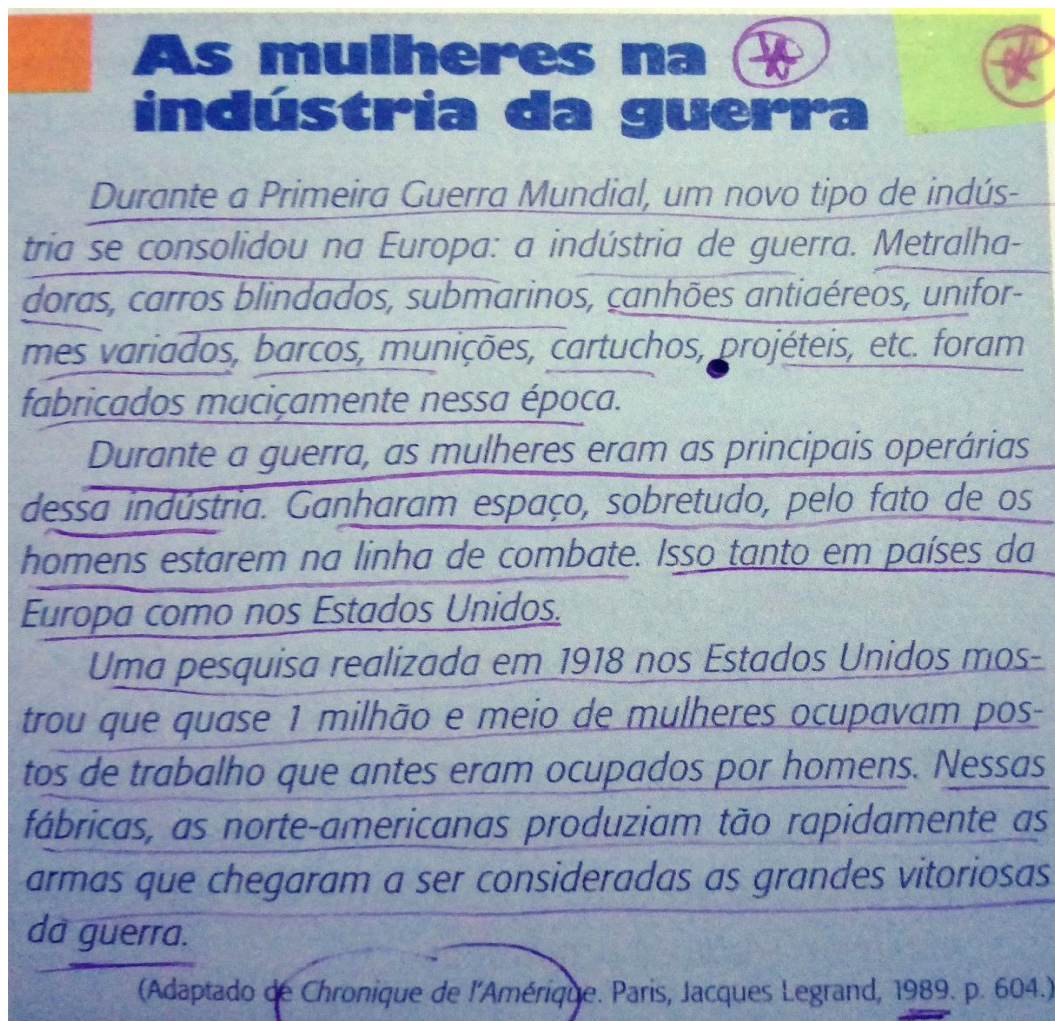 As mulheres na
indústria da guerra
Durante a Primeira Guerra Mundial, um novo tipo de indús-
tria se consolidou na Europa: a indústria de guerra. Metralha-
doras, carros blindados, submarinos, canhões antiaéreos, unifor-
mes variados, barcos, munições, cartuchos, projéteis, etc. foram
fabricados maciçamente nessa época.
Durante a guerra, as mulheres eram as principais operárias
dessa indústria. Ganharam espaço, sobretudo, pelo fato de os
homens estarem na linha de combate. Isso tanto em países da
Europa como nos Estados Unidos.
Uma pesquisa realizada em 1918 nos Estados Unidos mos-
trou que quase 1 milhão e meio de mulheres ocupavam pos-
tos de trabalho que antes eram ocupados por homens. Nessas
fábricas, as norte-americanas produziam tão rapidamente as
armas que chegaram a ser consideradas as grandes vitoriosas
da guerra.
(Adaptado de Chronique de l'Amérique. Paris, Jacques Legrand, 1989. p. 604.)